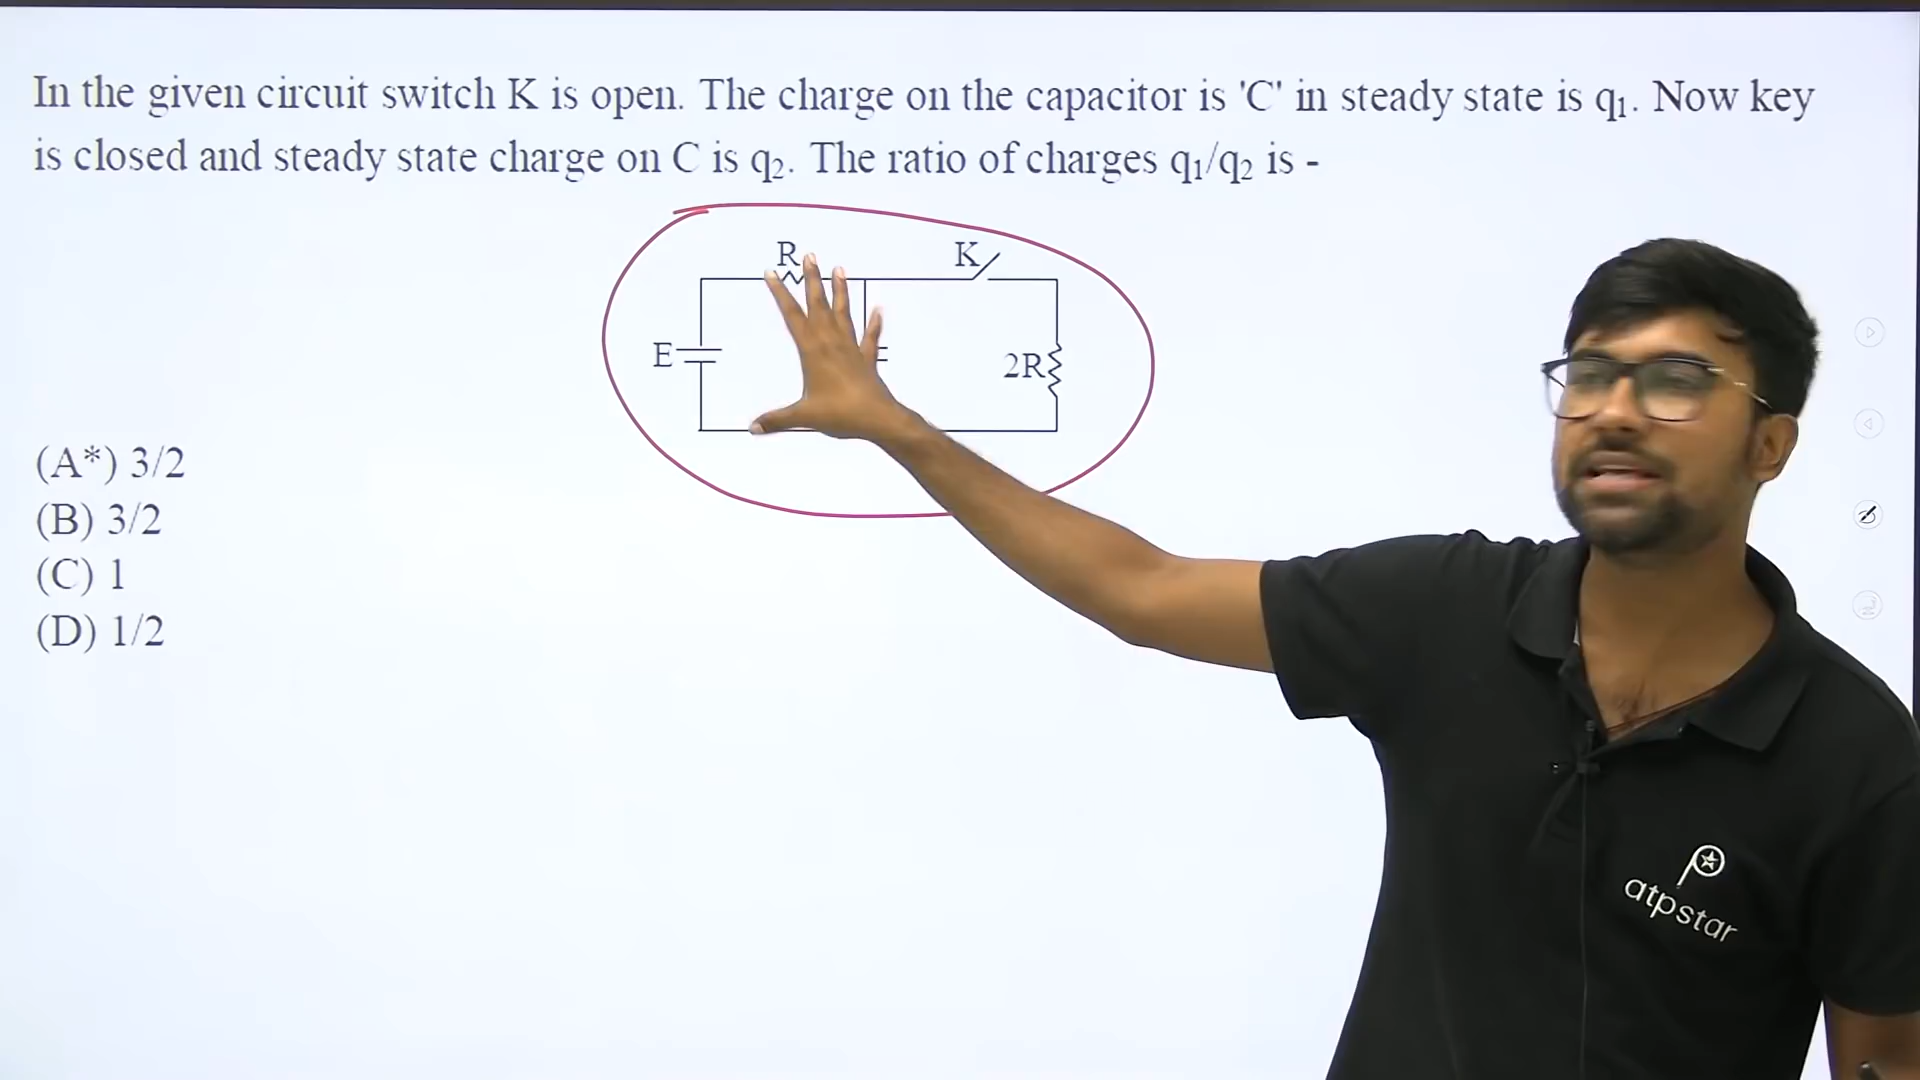 In the given circuit switch K is open. The charge on the capacitor is 'C' in steady state is q₁. Now key
is closed and steady state charge on C is q₂. The ratio of charges q₁/q₂ is -
R
K
E
2R
(A*) 3/2
(B) 3/2
(C) 1
(D) 1/2
atpstar